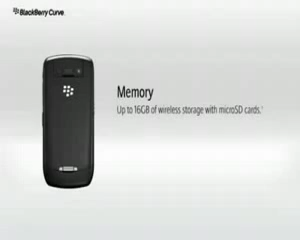 BlackBerry Curve
Memory
Up to 16GB of wireless storage with microSD cards.